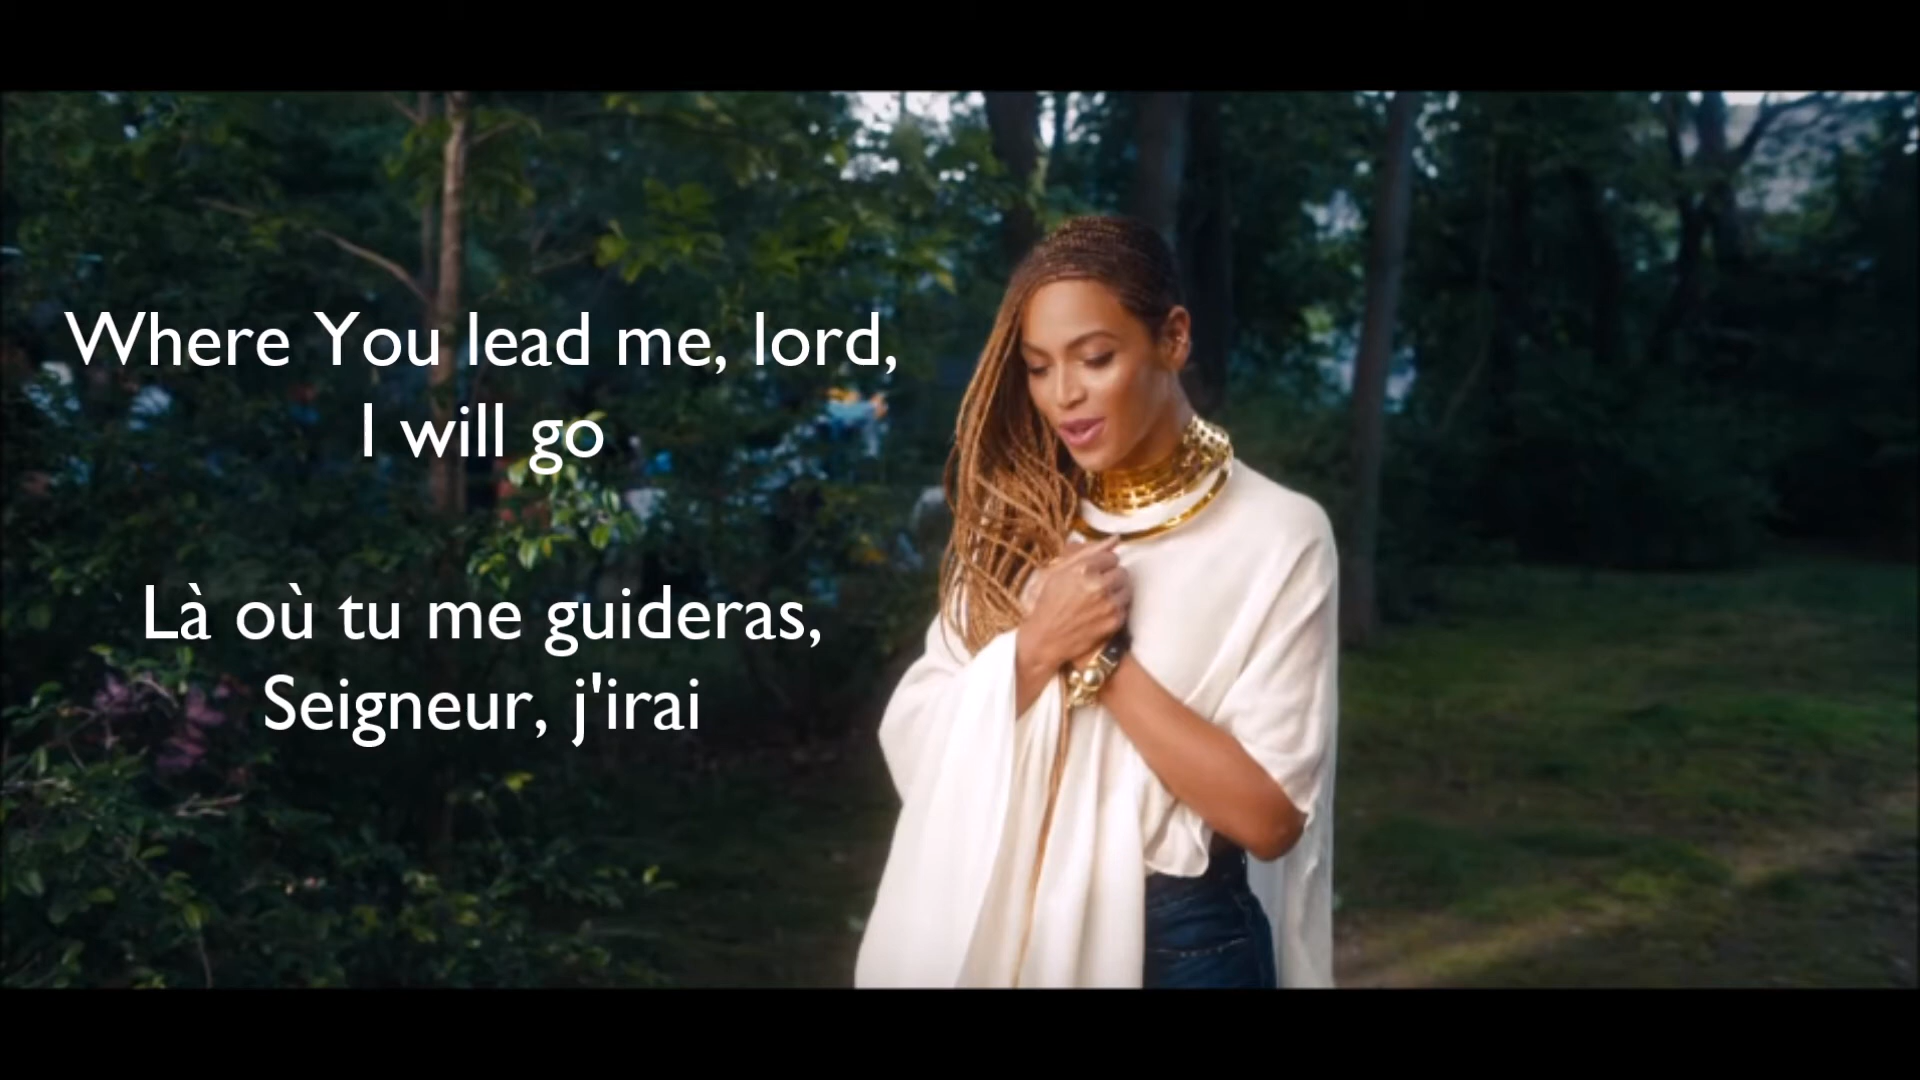 Where You lead me, lord,
I will go
Là où tu me guideras,
Seigneur, j'irai